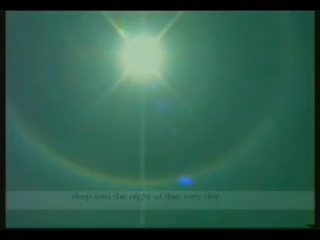 deep into the night of that very day.